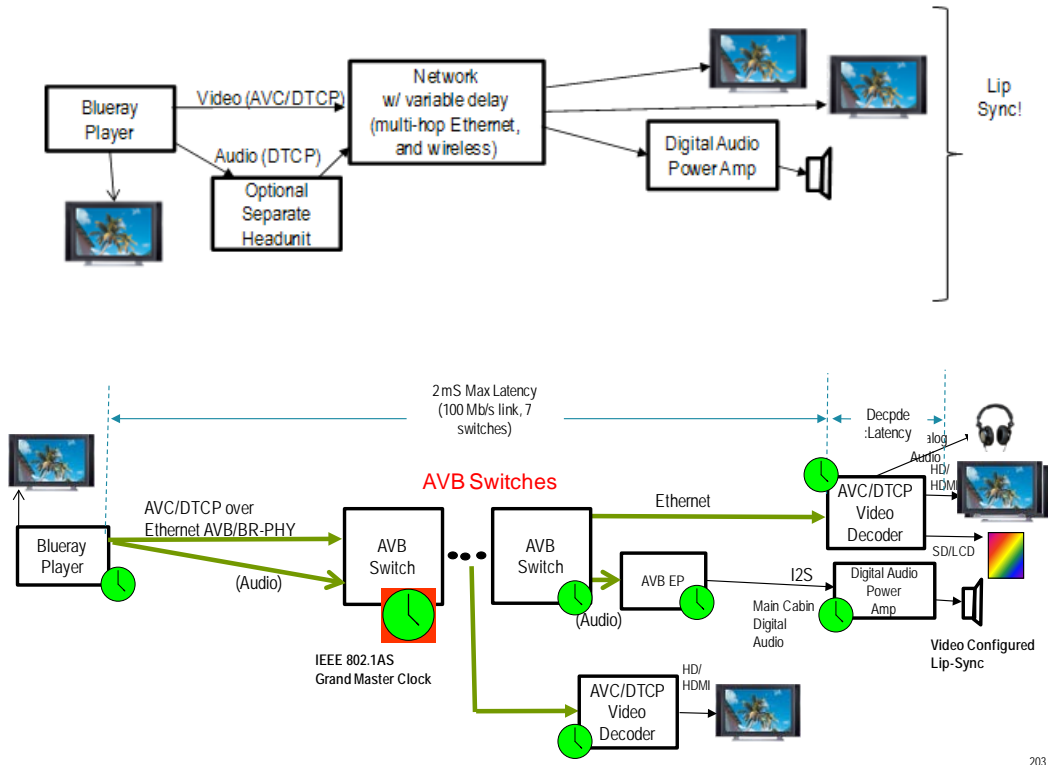 Blueray
Player
Video (AVC/DTCP)
Audio (DTCP)
Optional
Separate
Headunit
Network
w/ variable delay
(multi-hop Ethernet,
and wireless)
Digital Audio
Power Amp
Lip
Sync!
2 mS Max Latency
(100 Mb/s link, 7
switches)
Decpde
:Latency
AVB Switches
Blueray
Player
AVC/DTCP over
Ethernet AVB/BR-PHY
(Audio)
AVB
Switch
IEEE 802.1AS
Grand Master Clock
AVB
Switch
Ethernet
(Audio)
AVB EP
I2S
Main Cabin
Digital
Audio
AVC/DTCP
Video
Decoder
alog
Audio
HD/
HDMI
SD/LCD
Digital Audio
Power
Amp
Video Configured
Lip-Sync
AVC/DTCP
Video
Decoder
HD/
HDMI
203